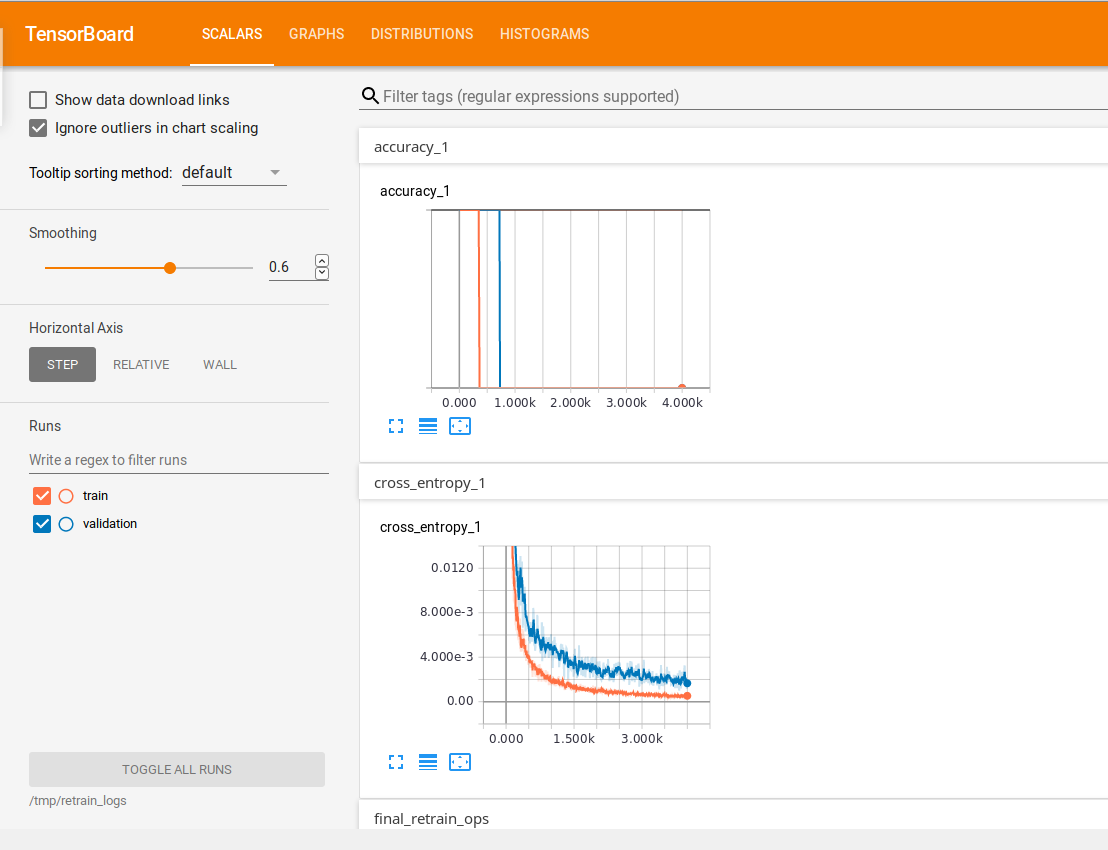 TensorBoard SCALARS GRAPHS DISTRIBUTIONS HISTOGRAMS
Show data download links
Ignore outliers in chart scaling
Tooltip sorting method: default
Smoothing
0.6
Horizontal Axis
STEP RELATIVE WALL
Runs
Write a regex to filter runs
train
validation
TOGGLE ALL RUNS
/tmp/retrain_logs
Filter tags (regular expressions supported)
accuracy_1
accuracy_1
0.000 1.000k 2.000k 3.000k 4.000k
cross_entropy_1
cross_entropy_1
0.0120
8.000e-3
4.000e-3
0.00
0.000 1.500k 3.000k
final_retrain_ops